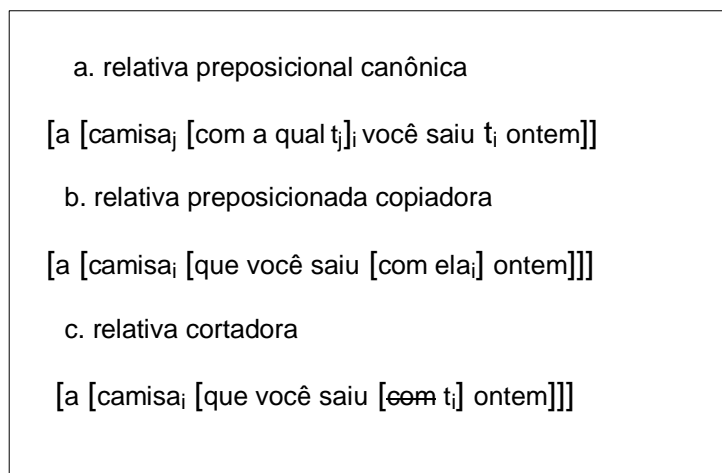 a. relativa preposicional canônica
[a [camisaⱼ [com a qual tⱼ]ᵢ você saiu tᵢ ontem]]
b. relativa preposicionada copiadora
[a [camisaᵢ [que você saiu [com elaᵢ] ontem]]]
c. relativa cortadora
[a [camisaᵢ [que você saiu [c̶o̶m̶ tᵢ] ontem]]]